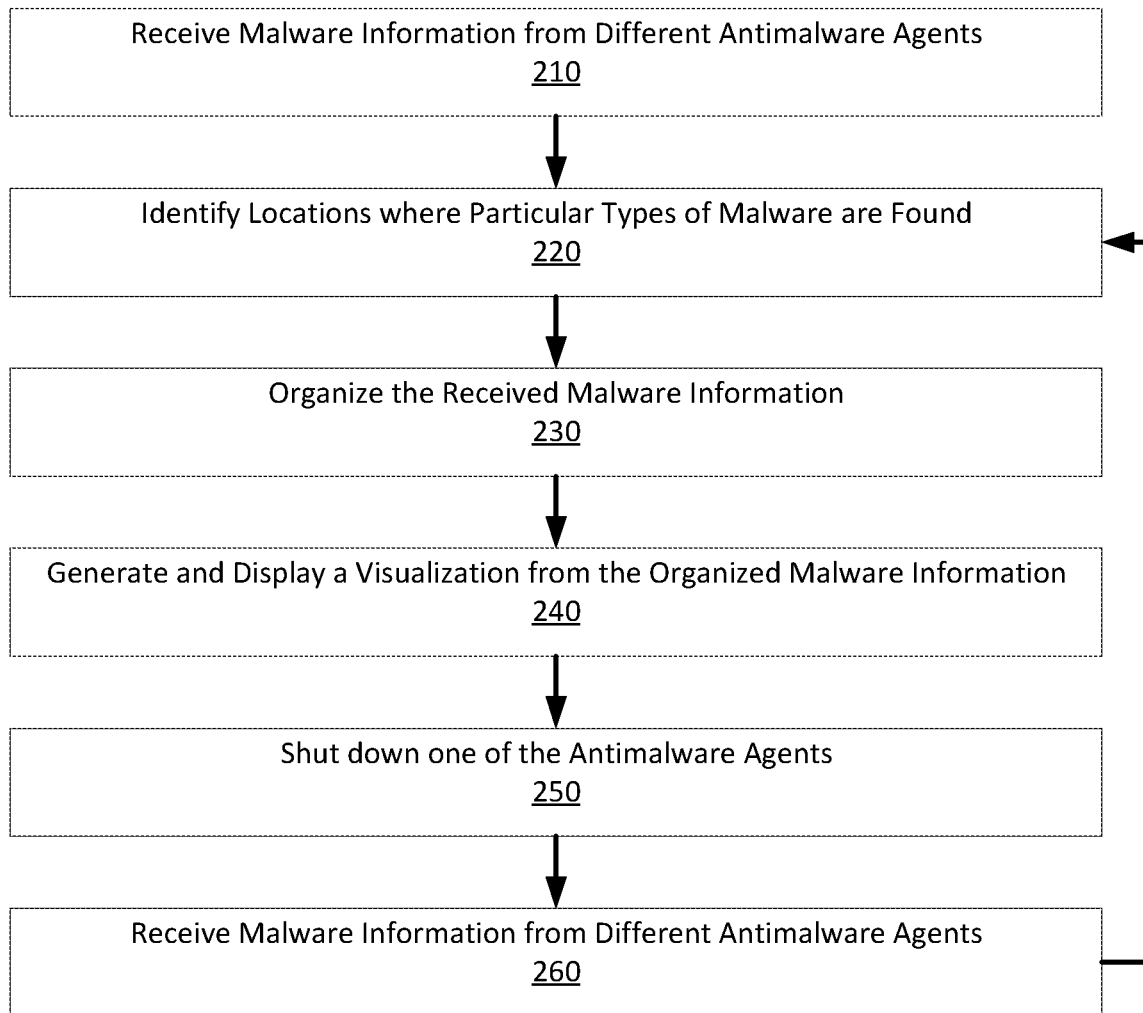 Receive Malware Information from Different Antimalware Agents
210
Identify Locations where Particular Types of Malware are Found
220
Organize the Received Malware Information
230
Generate and Display a Visualization from the Organized Malware Information
240
Shut down one of the Antimalware Agents
250
Receive Malware Information from Different Antimalware Agents
260